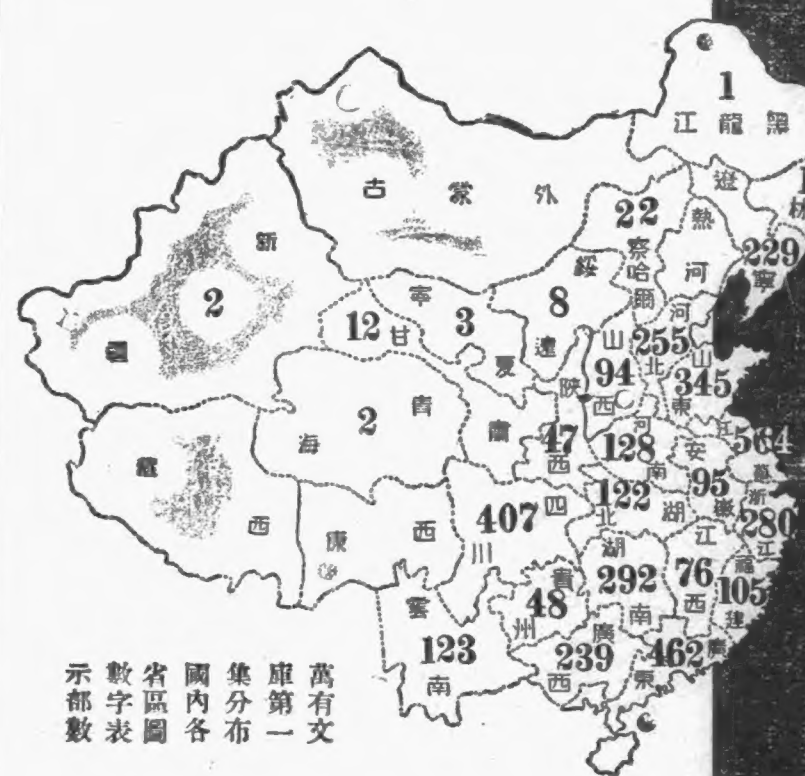 黑龍江
1
外蒙古
遼寧
229
林
熱河
察哈爾
22
綏遠
8
寧夏
3
甘肅
12
新疆
2
青海
2
西藏
西康
陝西
47
山西
94
河北
255
山東
345
河南
128
江蘇
564
安徽
95
浙江
280
湖北
122
四川
407
湖南
292
江西
76
福建
105
貴州
48
雲南
123
廣西
239
廣東
462
萬有文
庫第一
集分布
國內各
省區圖
數字表
示部數